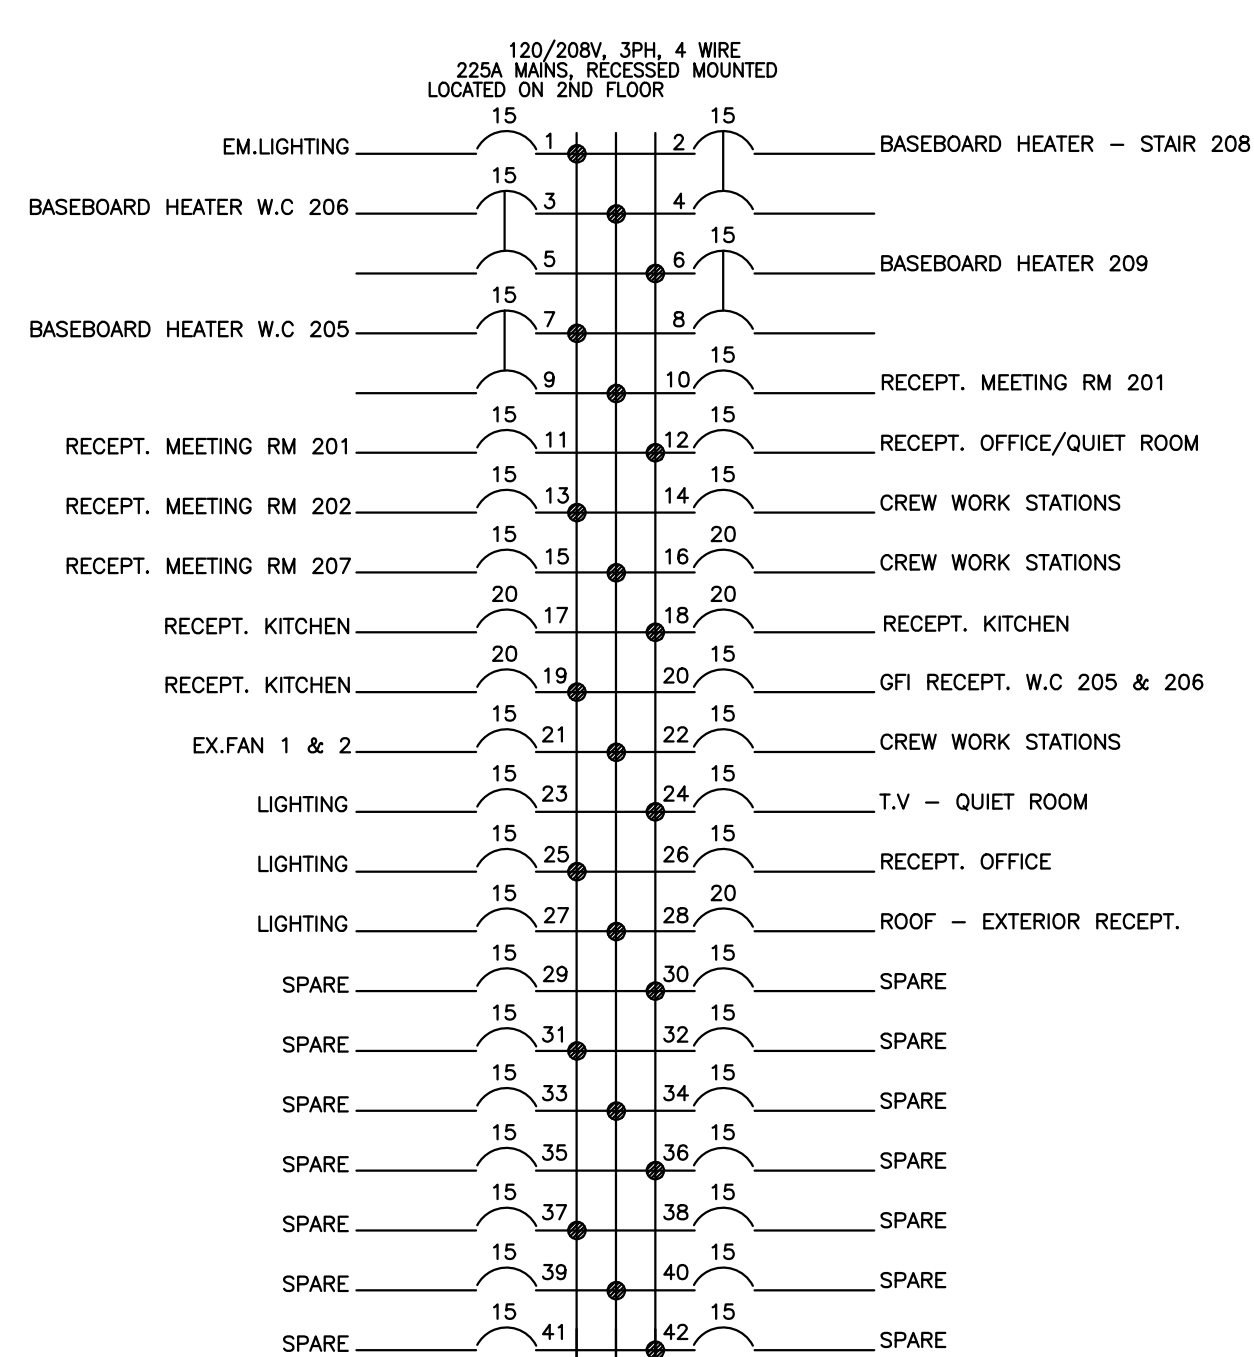 120/208V, 3PH, 4 WIRE
225A MAINS, RECESSED MOUNTED
LOCATED ON 2ND FLOOR
15 15
EM.LIGHTING 1 2 BASEBOARD HEATER – STAIR 208
15
BASEBOARD HEATER W.C 206 3 4
15
5 6 BASEBOARD HEATER 209
15
BASEBOARD HEATER W.C 205 7 8
15
9 10 RECEPT. MEETING RM 201
15 15
RECEPT. MEETING RM 201 11 12 RECEPT. OFFICE/QUIET ROOM
15 15
RECEPT. MEETING RM 202 13 14 CREW WORK STATIONS
15 20
RECEPT. MEETING RM 207 15 16 CREW WORK STATIONS
20 20
RECEPT. KITCHEN 17 18 RECEPT. KITCHEN
20 15
RECEPT. KITCHEN 19 20 GFI RECEPT. W.C 205 & 206
15 15
EX.FAN 1 & 2 21 22 CREW WORK STATIONS
15 15
LIGHTING 23 24 T.V – QUIET ROOM
15 15
LIGHTING 25 26 RECEPT. OFFICE
15 20
LIGHTING 27 28 ROOF – EXTERIOR RECEPT.
15 15
SPARE 29 30 SPARE
15 15
SPARE 31 32 SPARE
15 15
SPARE 33 34 SPARE
15 15
SPARE 35 36 SPARE
15 15
SPARE 37 38 SPARE
15 15
SPARE 39 40 SPARE
15 15
SPARE 41 42 SPARE